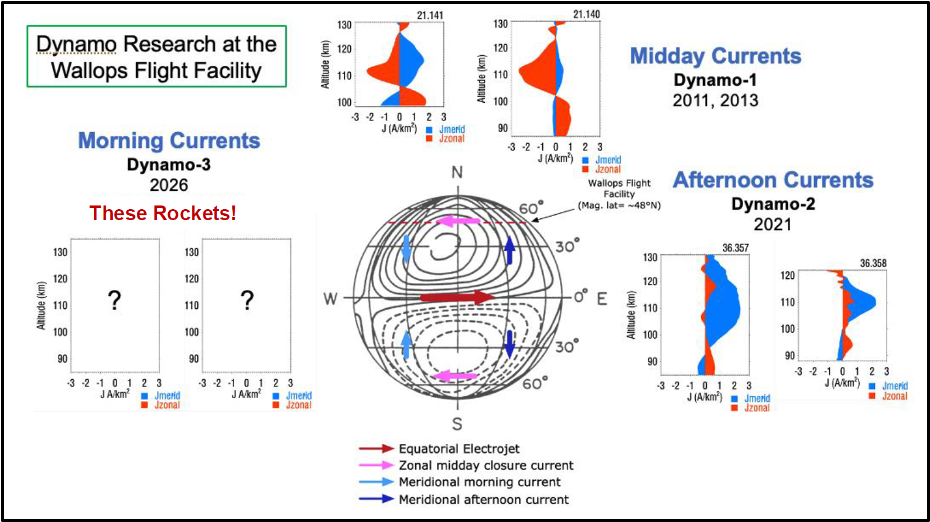 Dynamo Research at the
Wallops Flight Facility
21.141
130
120
110
100
Altitude (km)
-3 -2 -1 0 1 2 3
J (A/km²)
Jmerid
Jzonal
21.140
130
120
110
100
90
Altitude (km)
-3 -2 -1 0 1 2 3
J (A/km²)
Jmerid
Jzonal
Midday Currents
Dynamo-1
2011, 2013
Morning Currents
Dynamo-3
2026
These Rockets!
130
120
110
100
90
Altitude (km)
?
-3 -2 -1 0 1 2 3
J A/km²
Jmerid
Jzonal
130
120
110
100
90
?
-3 -2 -1 0 1 2 3
J A/km²
Jmerid
Jzonal
N
60°
30°
W
0° E
30°
60°
S
Wallops Flight
Facility
(Mag. lat= ~48°N)
Afternoon Currents
Dynamo-2
2021
36.357
130
120
110
100
90
Altitude (km)
-3 -2 -1 0 1 2 3
J (A/km²)
Jmerid
Jzonal
36.358
120
110
100
90
Altitude (km)
-3 -2 -1 0 1 2 3
J (A/km²)
Jmerid
Jzonal
Equatorial Electrojet
Zonal midday closure current
Meridional morning current
Meridional afternoon current